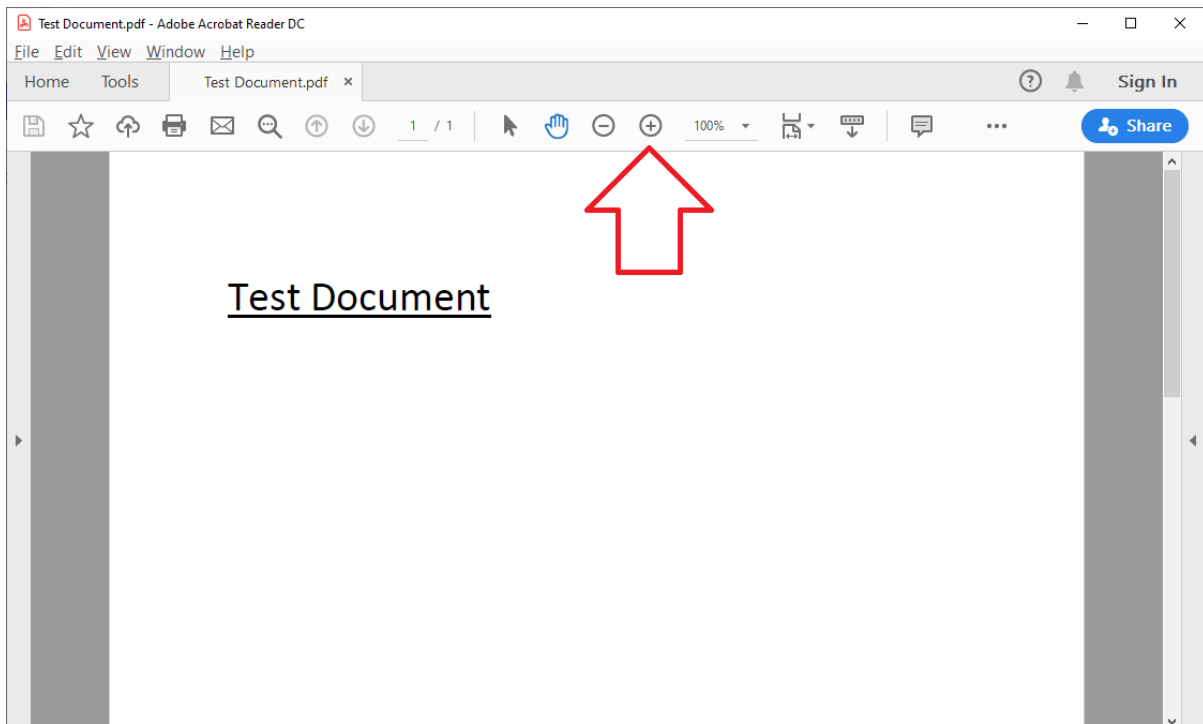 Test Document.pdf - Adobe Acrobat Reader DC
File Edit View Window Help
Home Tools Test Document.pdf × Sign In
1 / 1 100% Share
Test Document